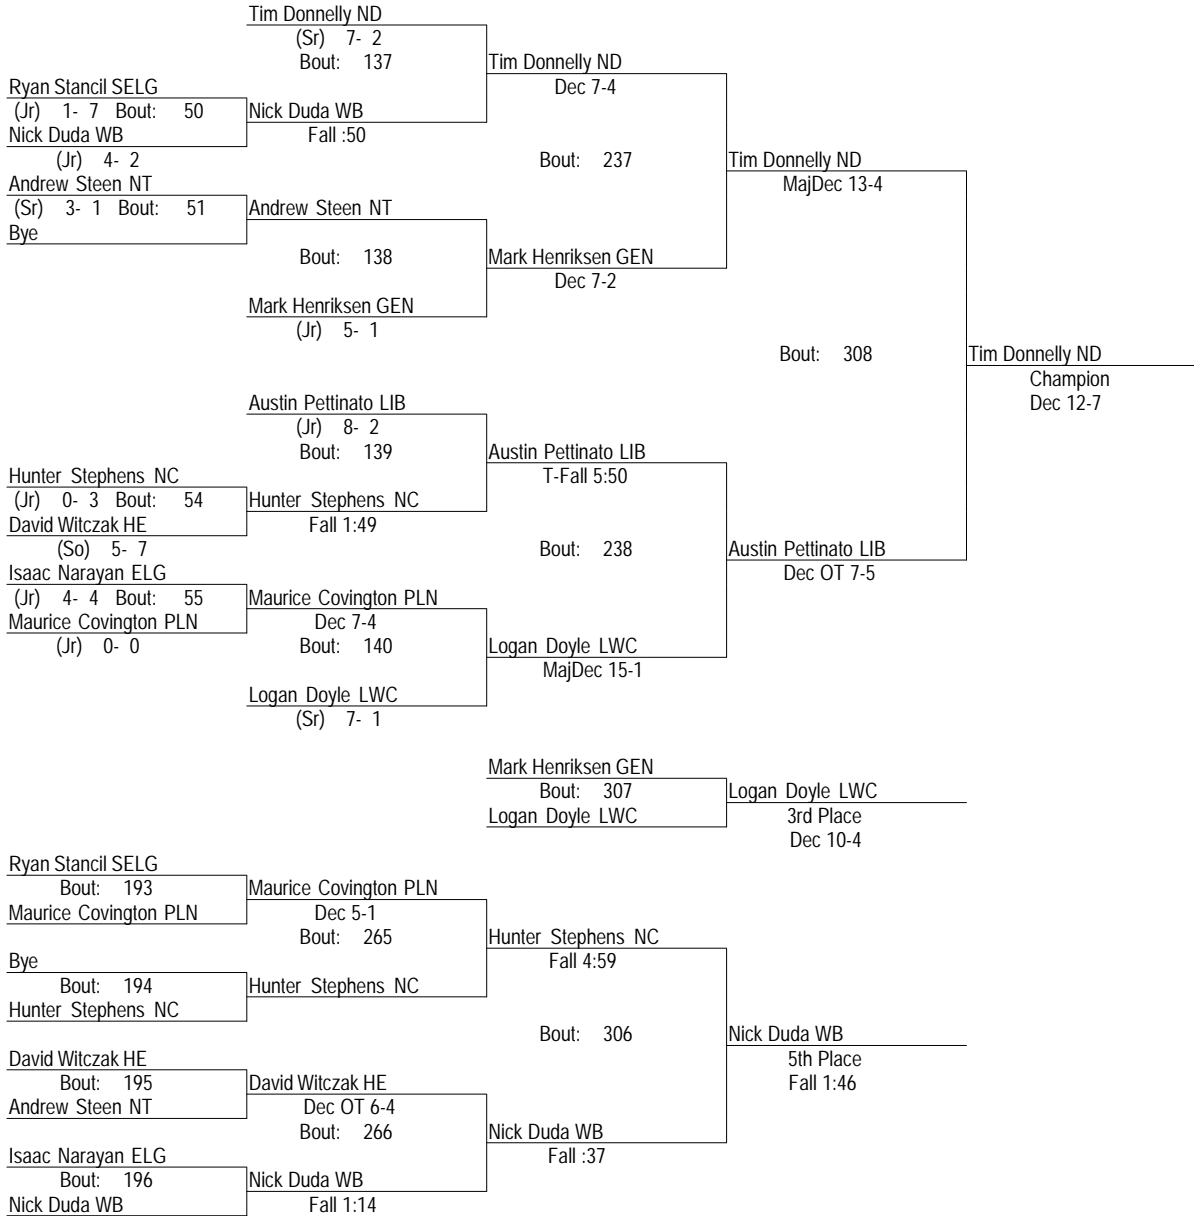 Tim Donnelly ND
(Sr) 7- 2
Bout: 137
Tim Donnelly ND
Dec 7-4
Ryan Stancil SELG
(Jr) 1- 7 Bout: 50
Nick Duda WB
Nick Duda WB
Fall :50
(Jr) 4- 2
Bout: 237
Tim Donnelly ND
MajDec 13-4
Andrew Steen NT
(Sr) 3- 1 Bout: 51
Andrew Steen NT
Bye
Bout: 138
Mark Henriksen GEN
Dec 7-2
Mark Henriksen GEN
(Jr) 5- 1
Bout: 308
Tim Donnelly ND
Champion
Dec 12-7
Austin Pettinato LIB
(Jr) 8- 2
Bout: 139
Austin Pettinato LIB
T-Fall 5:50
Hunter Stephens NC
(Jr) 0- 3 Bout: 54
Hunter Stephens NC
David Witczak HE
Fall 1:49
(So) 5- 7
Bout: 238
Austin Pettinato LIB
Dec OT 7-5
Isaac Narayan ELG
(Jr) 4- 4 Bout: 55
Maurice Covington PLN
Maurice Covington PLN
Dec 7-4
(Jr) 0- 0
Bout: 140
Logan Doyle LWC
MajDec 15-1
Logan Doyle LWC
(Sr) 7- 1
Mark Henriksen GEN
Bout: 307
Logan Doyle LWC
Logan Doyle LWC
3rd Place
Dec 10-4
Ryan Stancil SELG
Bout: 193
Maurice Covington PLN
Maurice Covington PLN
Dec 5-1
Bout: 265
Hunter Stephens NC
Fall 4:59
Bye
Bout: 194
Hunter Stephens NC
Hunter Stephens NC
Bout: 306
Nick Duda WB
5th Place
Fall 1:46
David Witczak HE
Bout: 195
David Witczak HE
Andrew Steen NT
Dec OT 6-4
Bout: 266
Nick Duda WB
Fall :37
Isaac Narayan ELG
Bout: 196
Nick Duda WB
Nick Duda WB
Fall 1:14